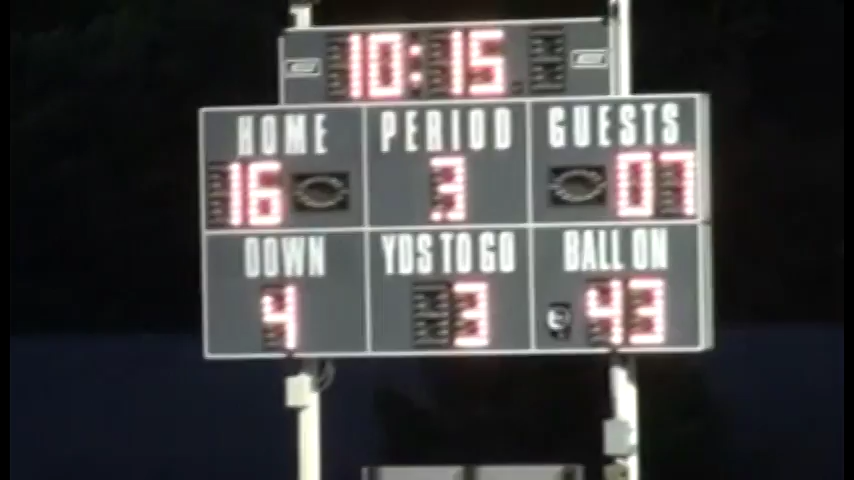 10:15
HOME PERIOD GUESTS
16 3 07
DOWN YDS TO GO BALL ON
4 3 43